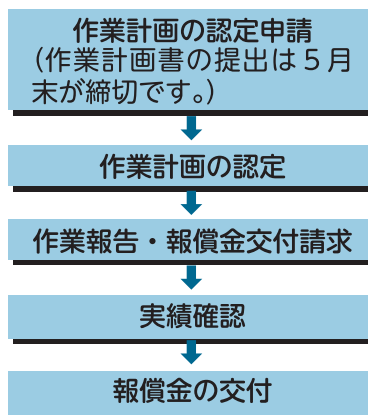 作業計画の認定申請
(作業計画書の提出は５月
末が締切です。)
作業計画の認定
作業報告・報償金交付請求
実績確認
報償金の交付